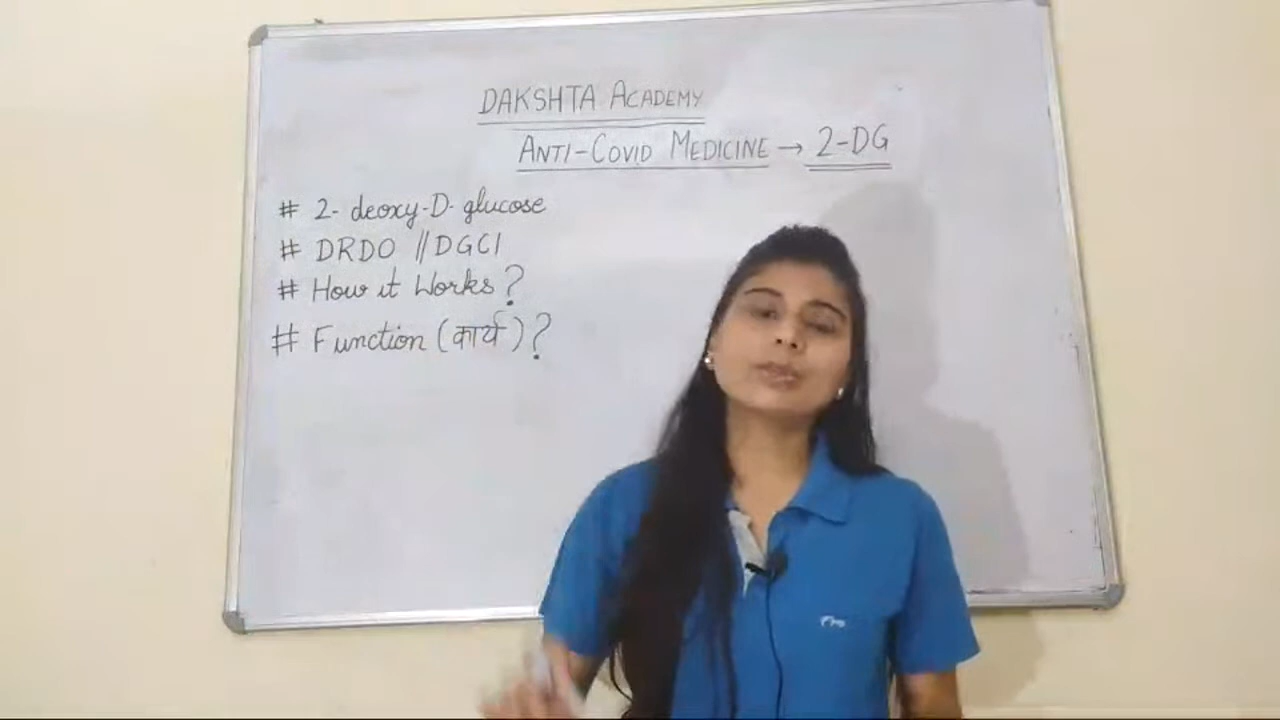 DAKSHTA ACADEMY
ANTI-COVID MEDICINE → 2-DG
# 2- deoxy-D- glucose
# DRDO // DGCI
# How it Works ?
# Function (कार्य) ?